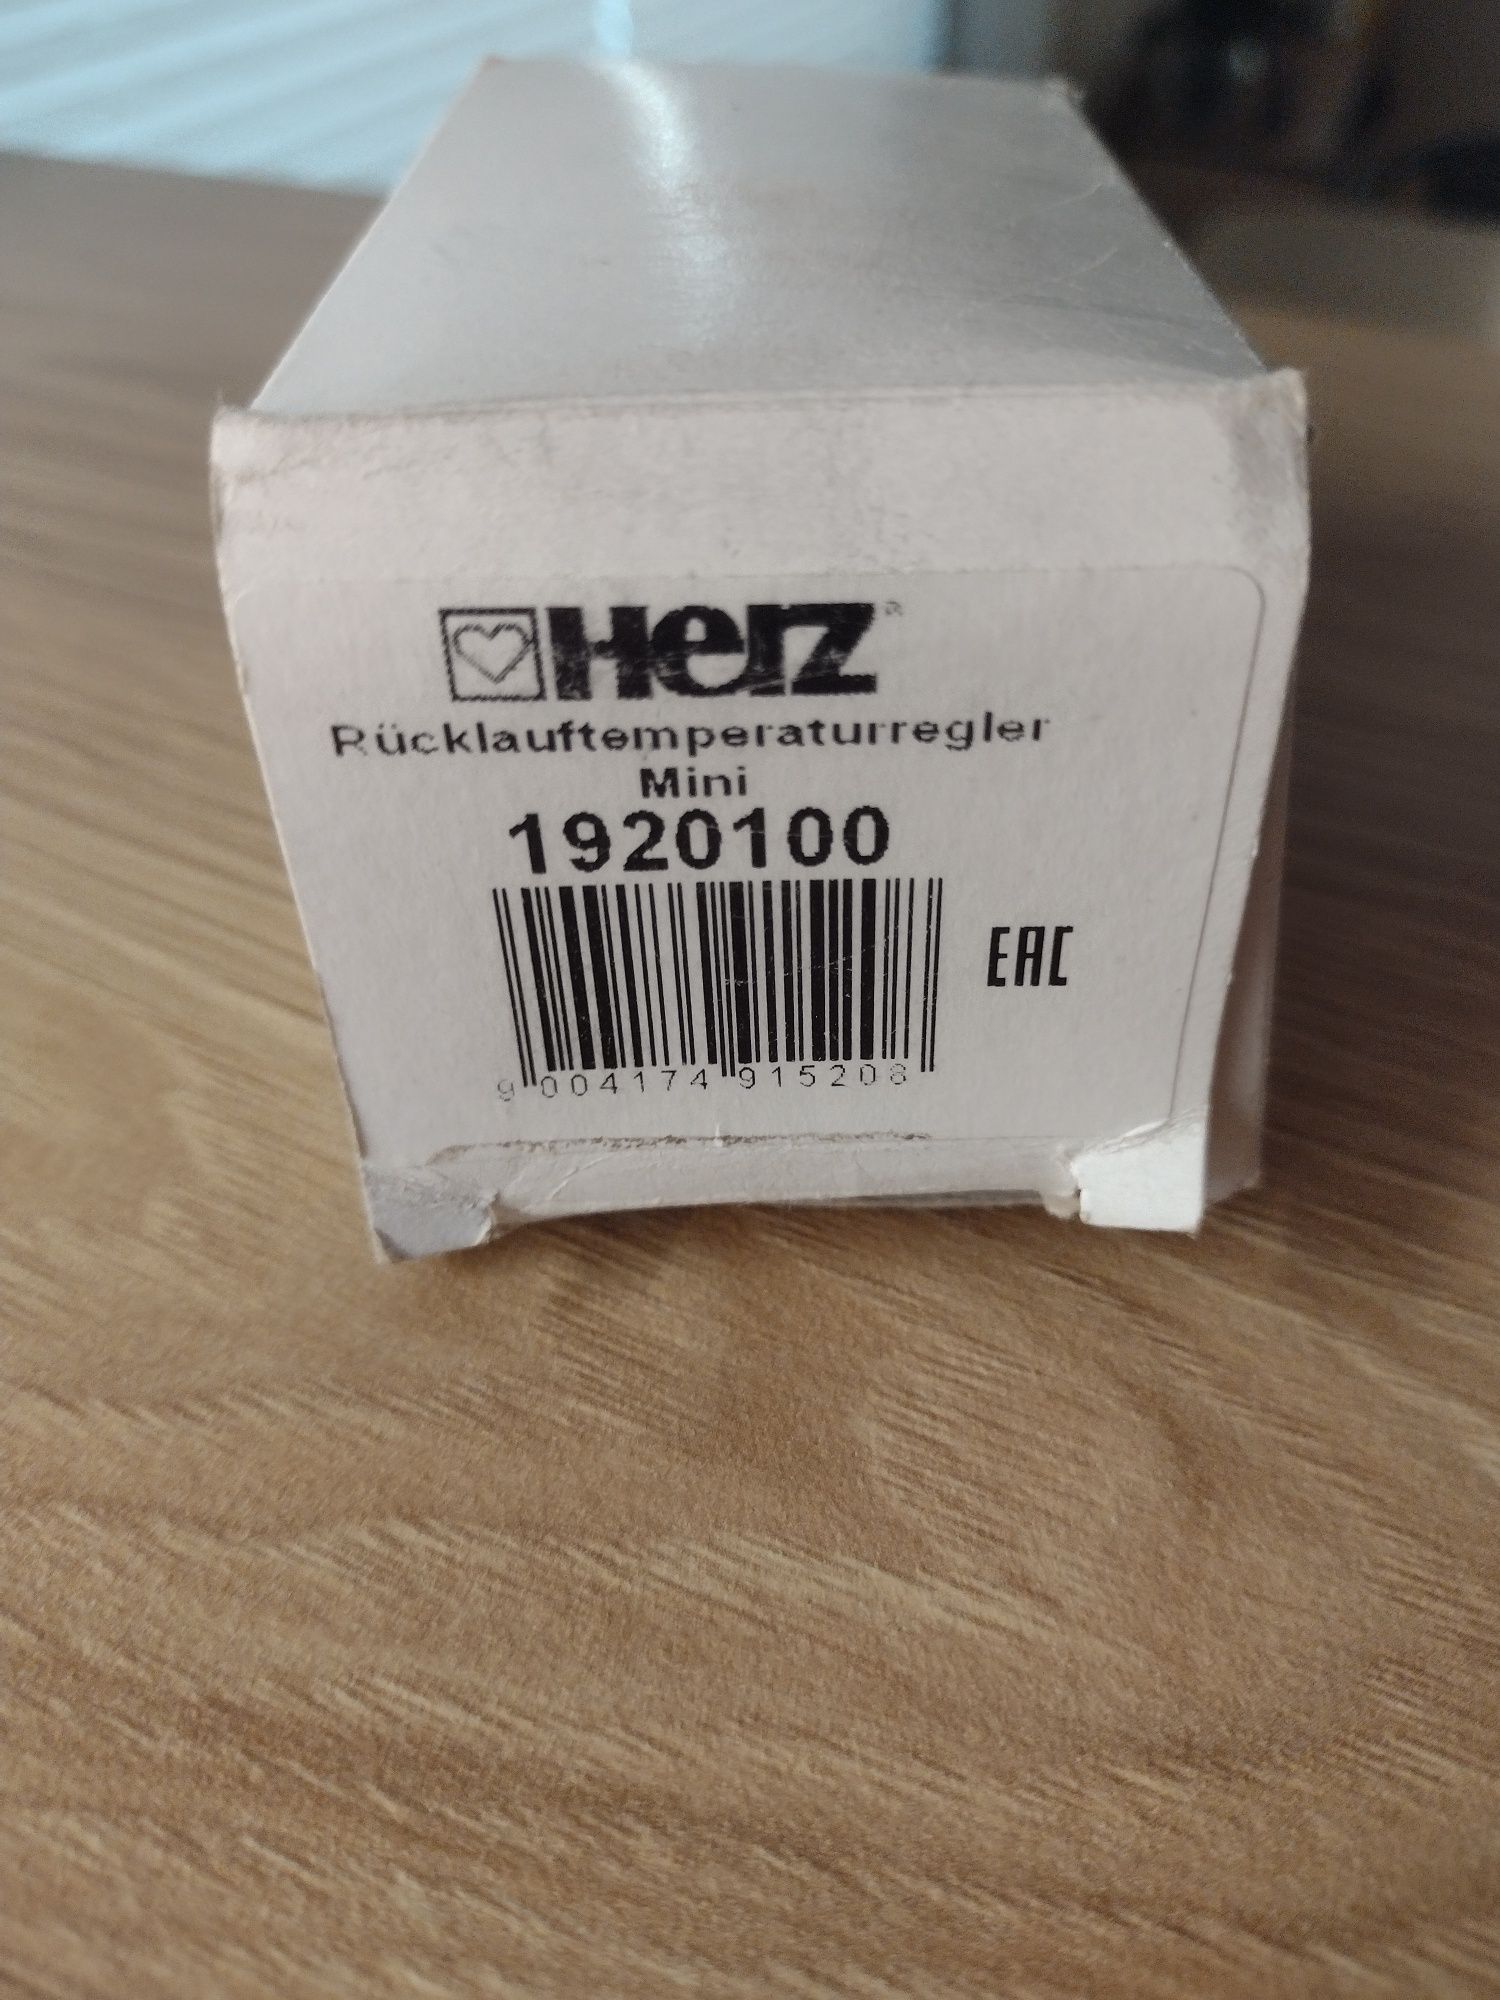 Herz
Rücklauftemperaturregler
Mini
1920100
EAC
9 004174 915208